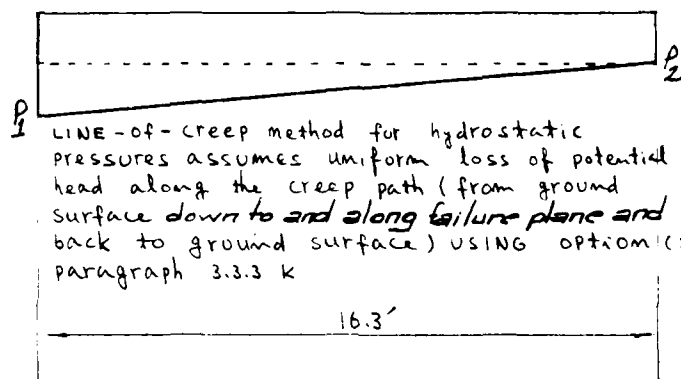 P1
P2
LINE-of-creep method for hydrostatic
pressures assumes uniform loss of potential
head along the creep path (from ground
surface down to and along failure plane and
back to ground surface) USING option (
paragraph 3.3.3 k
16.3'